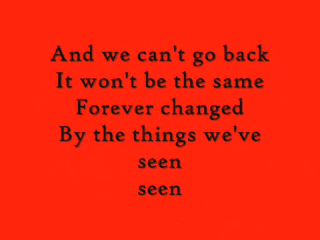 And we can't go back
It won't be the same
Forever changed
By the things we've
seen
seen